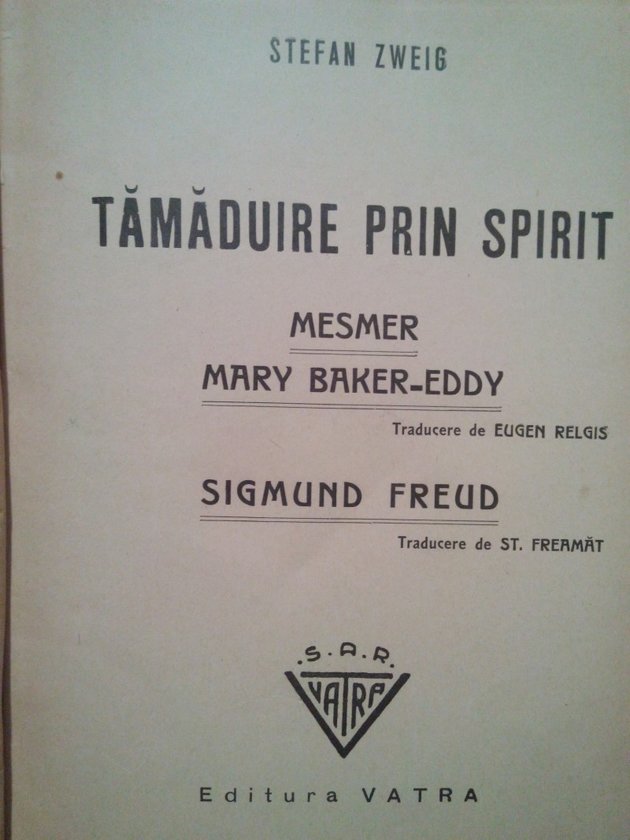 STEFAN ZWEIG
TĂMĂDUIRE PRIN SPIRIT
MESMER
MARY BAKER-EDDY
Traducere de EUGEN RELGIS
SIGMUND FREUD
Traducere de ST. FREAMĂT
.S.A.R.
VATRA
Editura VATRA